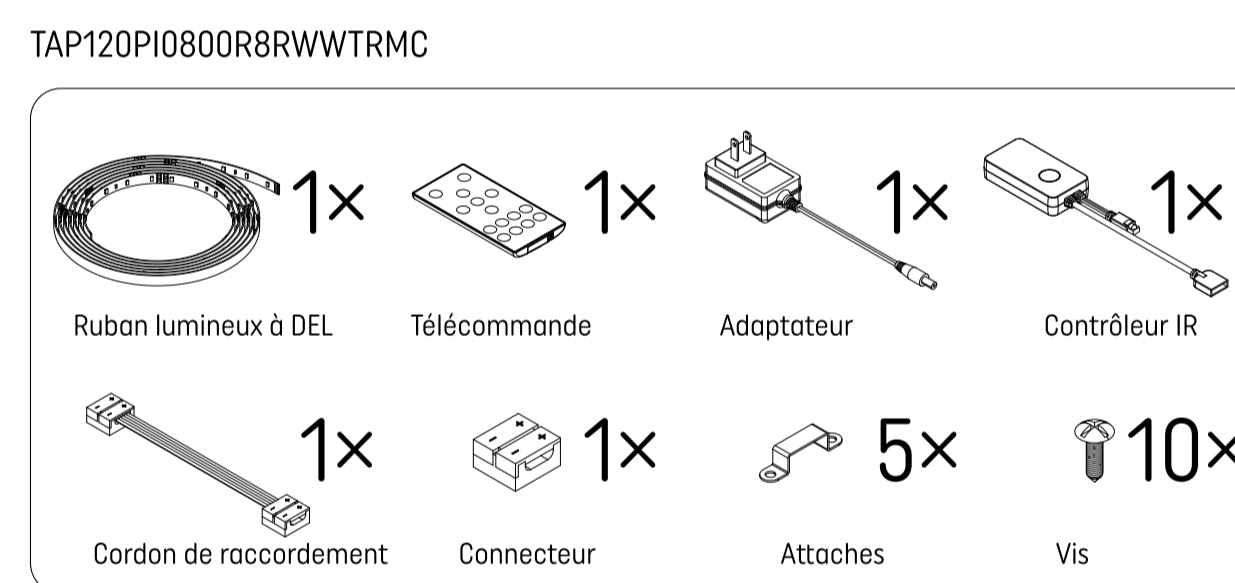 TAP120PI0800R8RWWTRMC
1× 1× 1× 1×
Ruban lumineux à DEL Télécommande Adaptateur Contrôleur IR
1× 1× 5× 10×
Cordon de raccordement Connecteur Attaches Vis